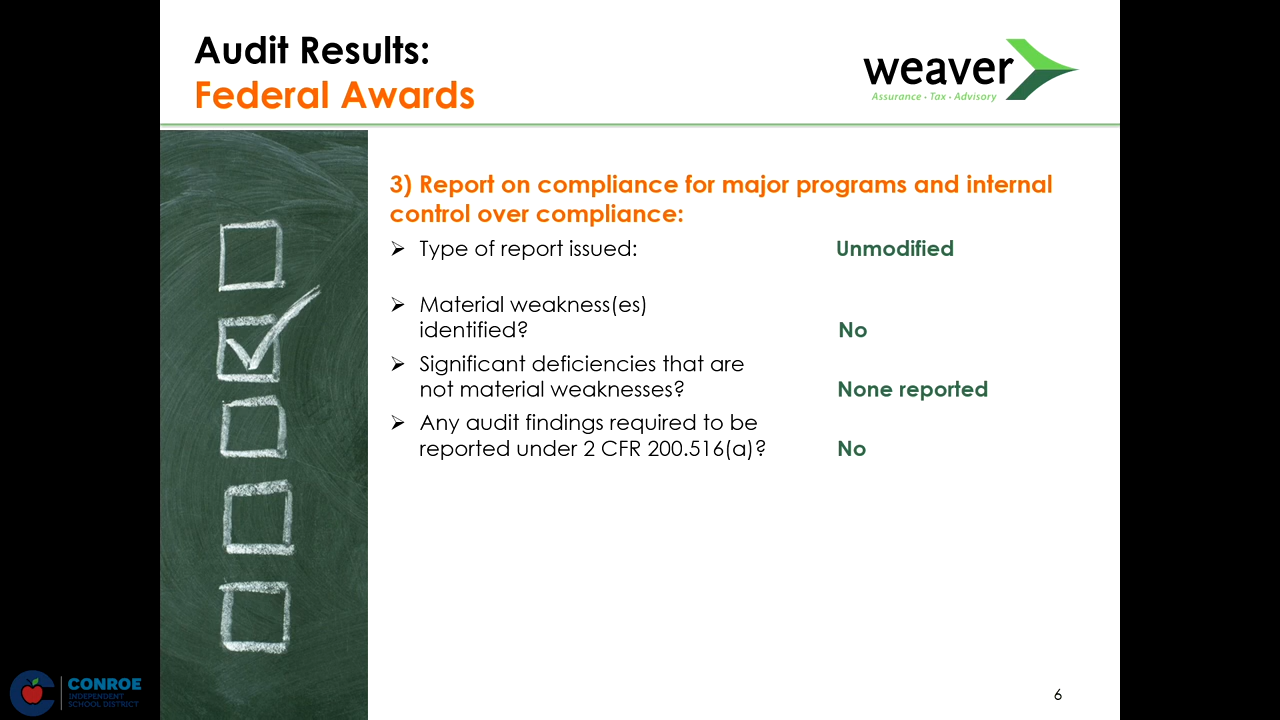 Audit Results:
Federal Awards
weaver
Assurance • Tax • Advisory
3) Report on compliance for major programs and internal
control over compliance:
➢ Type of report issued: Unmodified
➢ Material weakness(es)
identified? No
➢ Significant deficiencies that are
not material weaknesses? None reported
➢ Any audit findings required to be
reported under 2 CFR 200.516(a)? No
CONROE
INDEPENDENT
SCHOOL DISTRICT
6